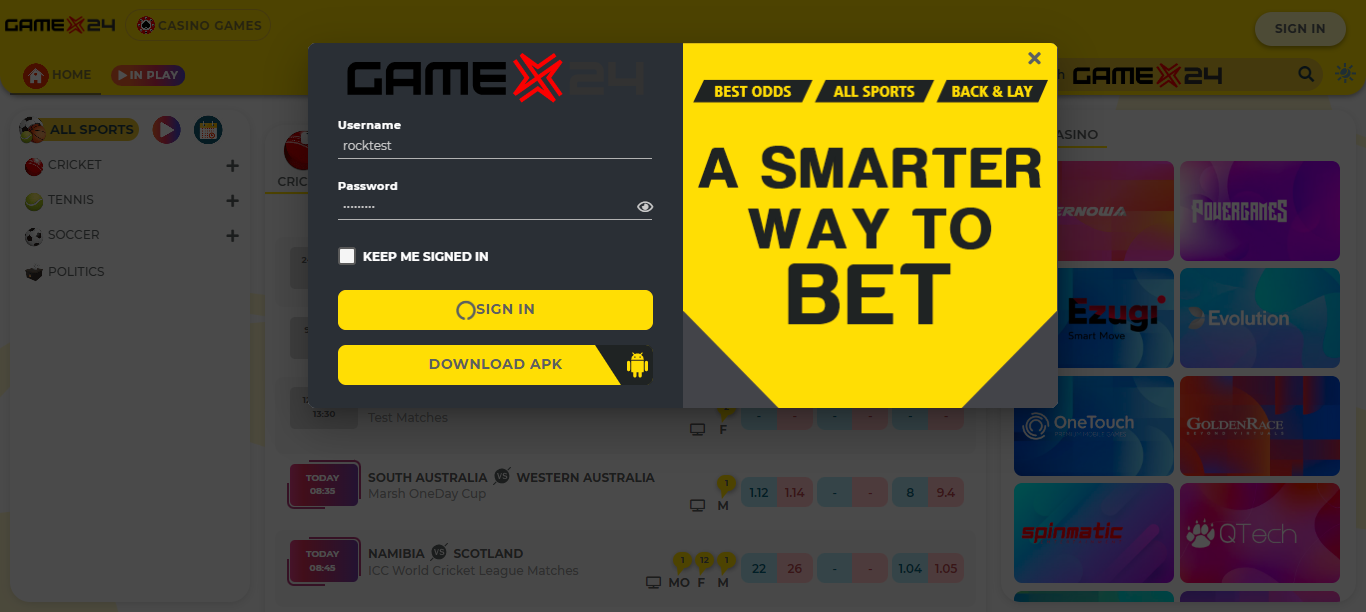 GAMEX24
CASINO GAMES
SIGN IN
HOME
IN PLAY
GAMEX24
ALL SPORTS
CRICKET
TENNIS
SOCCER
POLITICS
GAMEX24
Username
rocktest
Password
·········
KEEP ME SIGNED IN
SIGN IN
DOWNLOAD APK
BEST ODDS
ALL SPORTS
BACK & LAY
A SMARTER
WAY TO
BET
CRIC
13:30
Test Matches
F
- - - - - -
TODAY
08:35
SOUTH AUSTRALIA VS WESTERN AUSTRALIA
Marsh OneDay Cup
1
M
1.12 1.14 - - 8 9.4
TODAY
08:45
NAMIBIA VS SCOTLAND
ICC World Cricket League Matches
1 12 1
MO F M
22 26 - - 1.04 1.05
ASINO
ERNOWA
POWERGAMES
Ezugi
Smart Move
Evolution
OneTouch
GOLDENRACE
BEYOND VIRTUALS
spinmatic
QTech